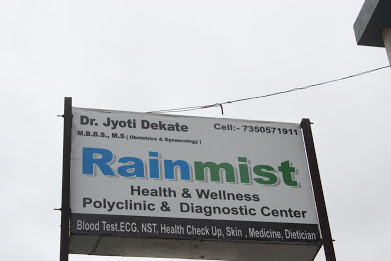 Dr. Jyoti Dekate Cell:- 7350571911
M.B.B.S., M.S ( Obstetrics & Gynaecology )
Rainmist
Health & Wellness
Polyclinic & Diagnostic Center
Blood Test,ECG, NST, Health Check Up, Skin , Medicine, Dietician